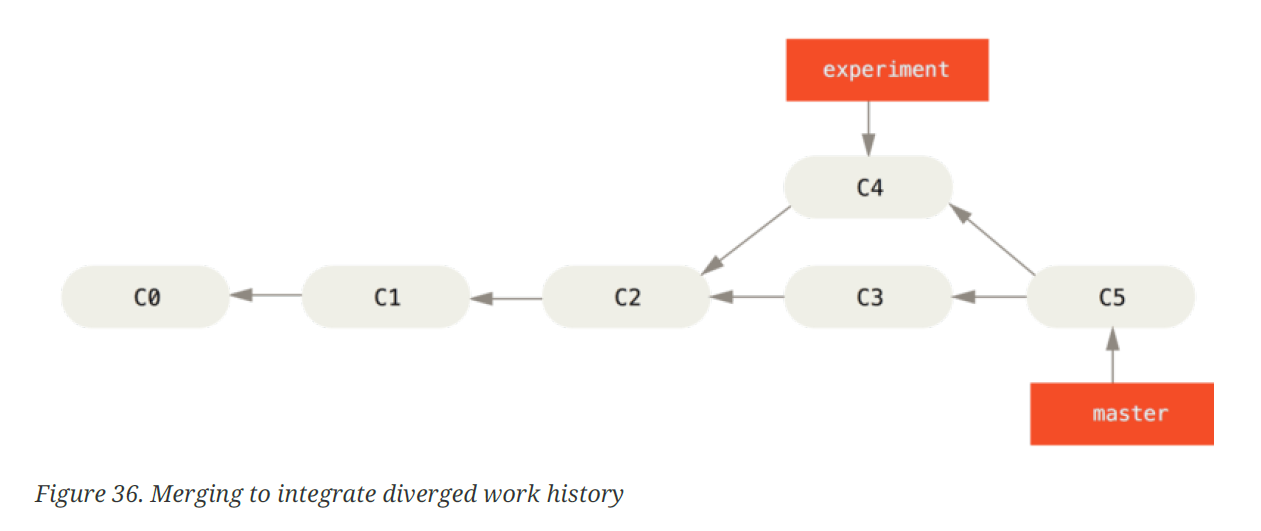 experiment
C4
C0 C1 C2 C3 C5
master
Figure 36. Merging to integrate diverged work history